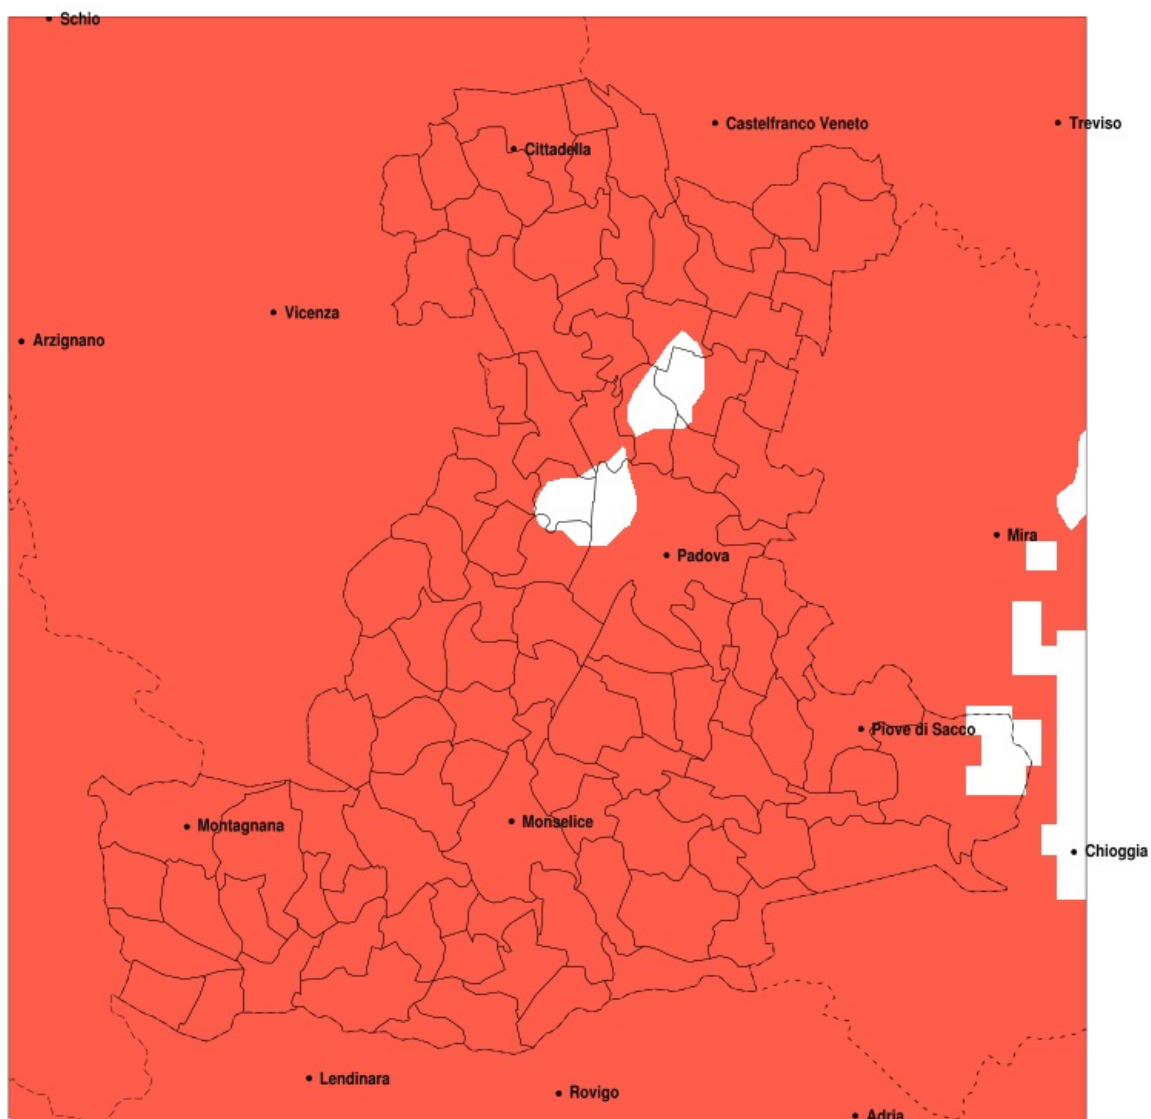 Schio
Castelfranco Veneto
Treviso
Cittadella
Vicenza
Arzignano
Mira
Padova
Piove di Sacco
Monselice
Montagnana
Chioggia
Lendinara
Rovigo
Adria